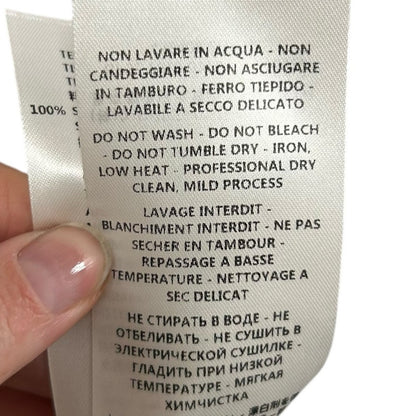 TE
TI
TE
100% S
NON LAVARE IN ACQUA - NON
CANDEGGIARE - NON ASCIUGARE
IN TAMBURO - FERRO TIEPIDO -
LAVABILE A SECCO DELICATO
DO NOT WASH - DO NOT BLEACH
- DO NOT TUMBLE DRY - IRON,
LOW HEAT - PROFESSIONAL DRY
CLEAN, MILD PROCESS
LAVAGE INTERDIT -
BLANCHIMENT INTERDIT - NE PAS
SECHER EN TAMBOUR -
REPASSAGE A BASSE
TEMPERATURE - NETTOYAGE A
SEC DELICAT
НЕ СТИРАТЬ В ВОДЕ - НЕ
ОТБЕЛИВАТЬ - НЕ СУШИТЬ В
ЭЛЕКТРИЧЕСКОЙ СУШИЛКЕ -
ГЛАДИТЬ ПРИ НИЗКОЙ
ТЕМПЕРАТУРЕ - МЯГКАЯ
ХИМЧИСТКА